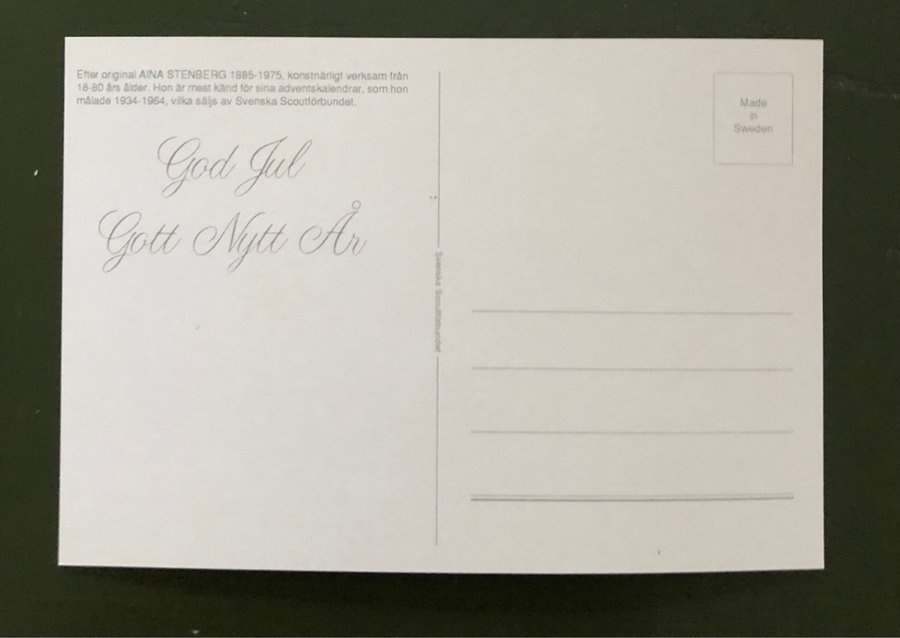 Efter original AINA STENBERG 1885-1975, konstnärligt verksam från
18-80 års ålder. Hon är mest känd för sina adventskalendrar, som hon
målade 1934-1964, vilka säljs av Svenska Scoutförbundet.
God Jul
Gott Nytt År
Svenska Scoutförbundet
Made
in
Sweden